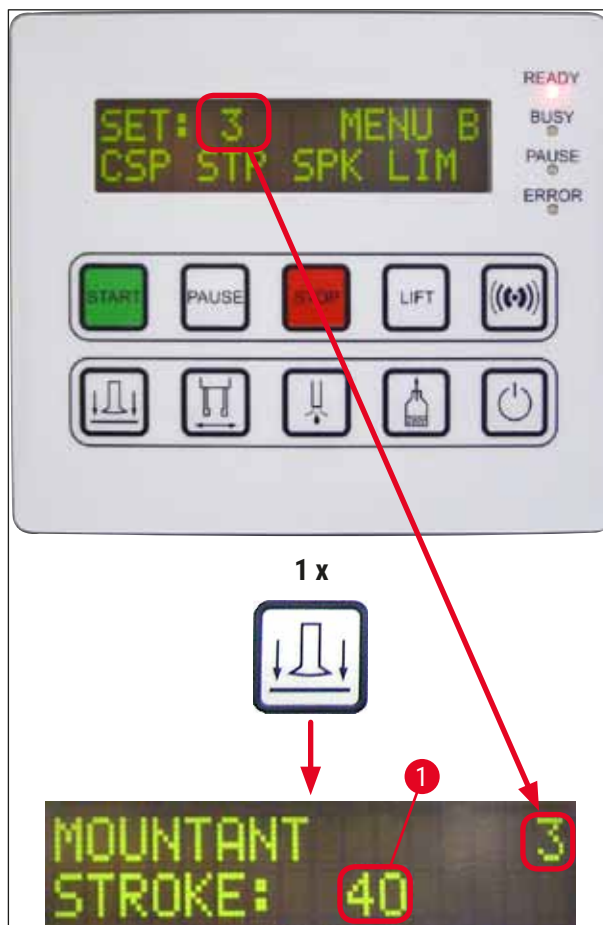 READY
BUSY
PAUSE
ERROR
SET: 3 MENU B
CSP STP SPK LIM
START PAUSE STOP LIFT
1 x
1
MOUNTANT 3
STROKE: 40